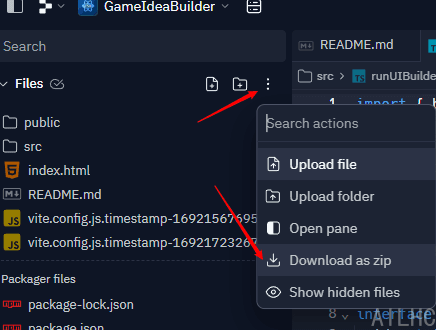 GameIdeaBuilder
Search
README.md
Files
src
runUIBuilde
1
import { 
Search actions
public
src
Upload file
index.html
Upload folder
README.md
vite.config.js.timestamp-16921567695
Open pane
vite.config.js.timestamp-1692172326
Download as zip
Packager files
Show hidden files
package-lock.json
8
interface
package.json